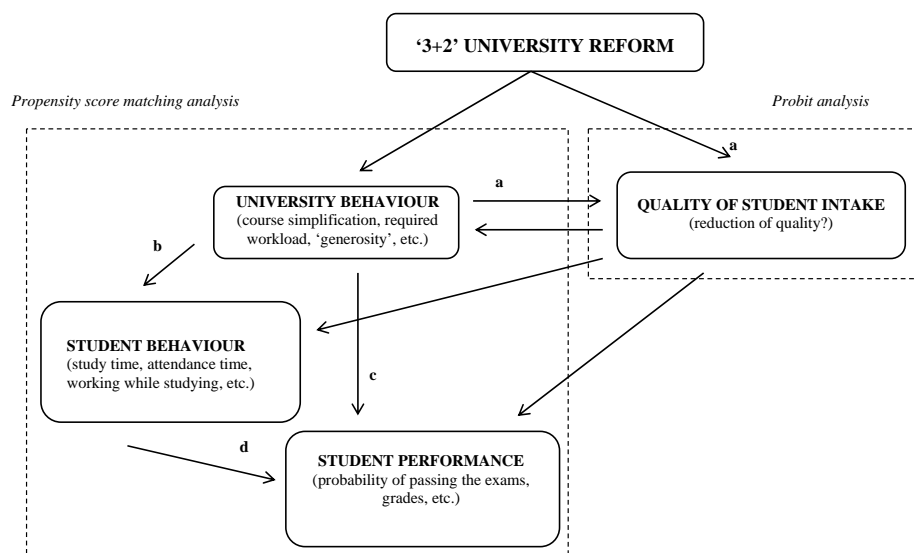 ‘3+2’ UNIVERSITY REFORM
Propensity score matching analysis
Probit analysis
a
a
UNIVERSITY BEHAVIOUR
(course simplification, required
workload, ‘generosity’, etc.)
QUALITY OF STUDENT INTAKE
(reduction of quality?)
b
STUDENT BEHAVIOUR
(study time, attendance time,
working while studying, etc.)
c
d
STUDENT PERFORMANCE
(probability of passing the exams,
grades, etc.)